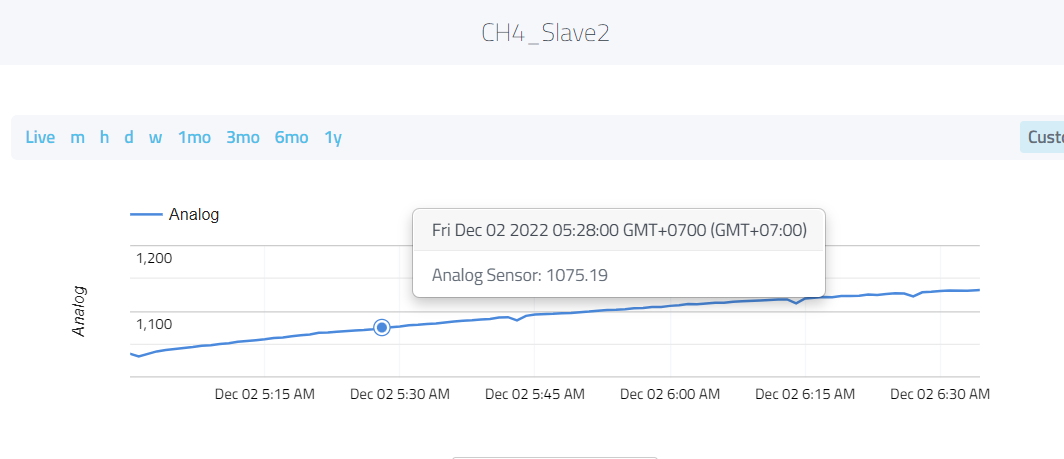 CH4_Slave2
Live m h d w 1mo 3mo 6mo 1y
Analog
Fri Dec 02 2022 05:28:00 GMT+0700 (GMT+07:00)
Analog Sensor: 1075.19
1,200
Analog
1,100
Dec 02 5:15 AM Dec 02 5:30 AM Dec 02 5:45 AM Dec 02 6:00 AM Dec 02 6:15 AM Dec 02 6:30 AM